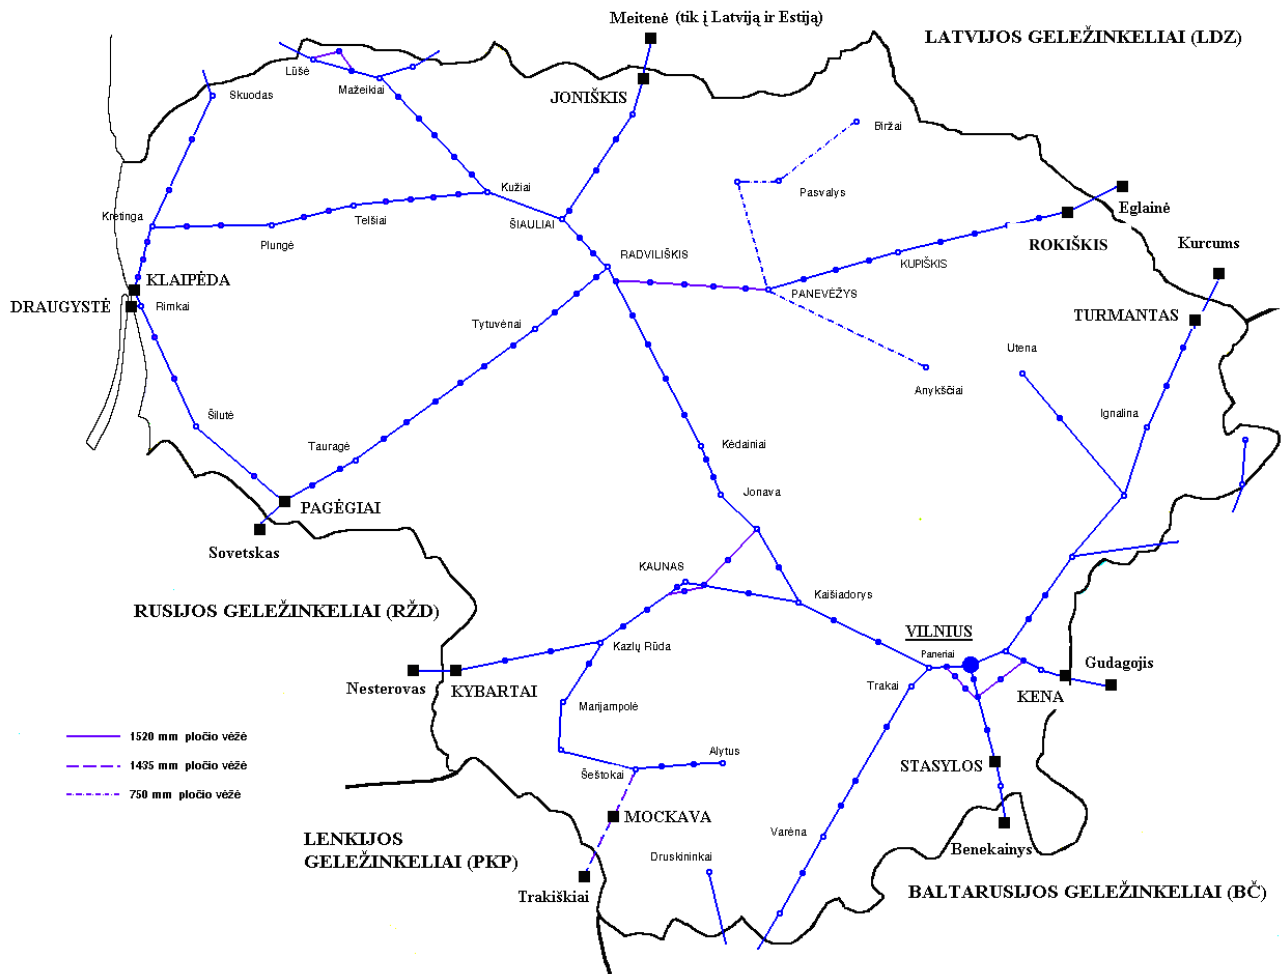 Meitenė (tik į Latviją ir Estiją)
LATVIJOS GELEŽINKELIAI (LDZ)
Lūšė
Mažeikiai
Skuodas
JONIŠKIS
Biržai
Pasvalys
Kužiai
Eglainė
Kretinga
Telšiai
ŠIAULIAI
Plungė
ROKIŠKIS
Kurcums
RADVILIŠKIS
KUPIŠKIS
KLAIPĖDA
DRAUGYSTĖ
Rimkai
PANEVĖŽYS
TURMANTAS
Tytuvėnai
Utena
Anykščiai
Šilutė
Ignalina
Tauragė
Kėdainiai
Jonava
PAGĖGIAI
Sovetskas
KAUNAS
RUSIJOS GELEŽINKELIAI (RŽD)
Kaišiadorys
VILNIUS
Kazlų Rūda
Paneriai
Gudagojis
Nesterovas
KYBARTAI
Trakai
KENA
Marijampolė
1520 mm pločio vėžė
Alytus
1435 mm pločio vėžė
Šeštokai
STASYLOS
750 mm pločio vėžė
MOCKAVA
LENKIJOS
GELEŽINKELIAI (PKP)
Varėna
Druskininkai
Benekainys
Trakiškiai
BALTARUSIJOS GELEŽINKELIAI (BČ)